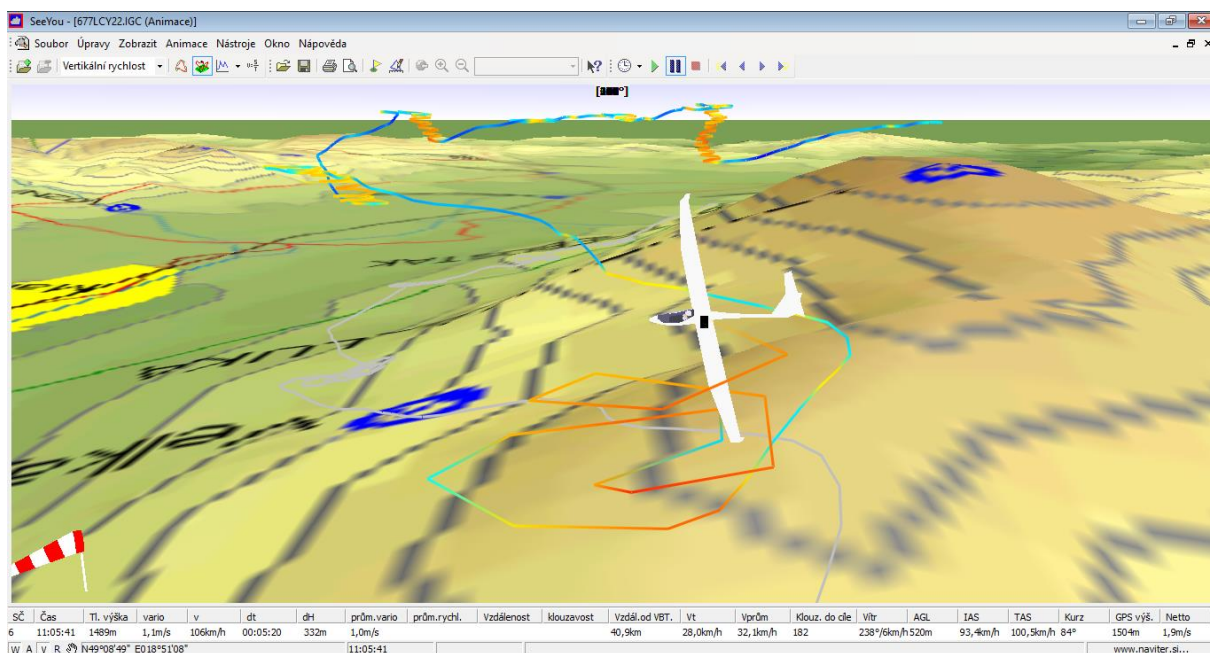 SeeYou - [677LCY22.IGC (Animace)]
Soubor Úpravy Zobrazit Animace Nástroje Okno Nápověda
Vertikální rychlost
SČ Čas Tl. výška vario v dt dH prům.vario prům.rychl. Vzdálenost klouzavost Vzdál.od VBT. Vt Vprům Klouz. do cíle Vítr AGL IAS TAS Kurz GPS výš. Netto
6 11:05:41 1489m 1,1m/s 106km/h 00:05:20 332m 1,0m/s 40,9km 28,0km/h 32,1km/h 182 238°/6km/h 520m 93,4km/h 100,5km/h 84° 1504m 1,9m/s
W A V R N49°08'49" E018°51'08" 11:05:41 www.naviter.si...